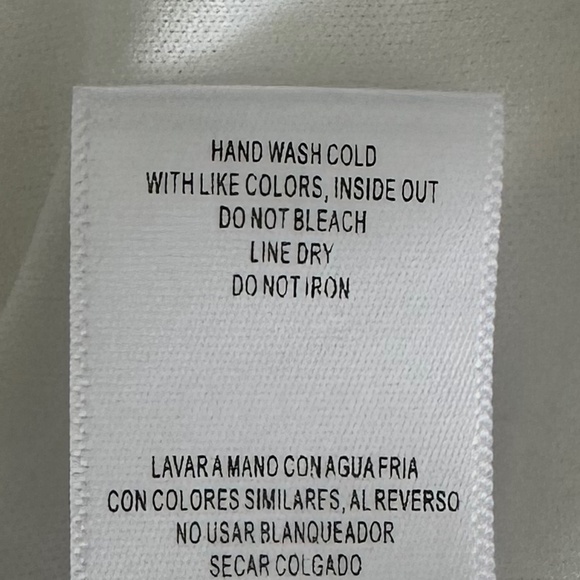 HAND WASH COLD
WITH LIKE COLORS, INSIDE OUT
DO NOT BLEACH
LINE DRY
DO NOT IRON
LAVAR A MANO CON AGUA FRIA
CON COLORES SIMILARES, AL REVERSO
NO USAR BLANQUEADOR
SECAR COLGADO